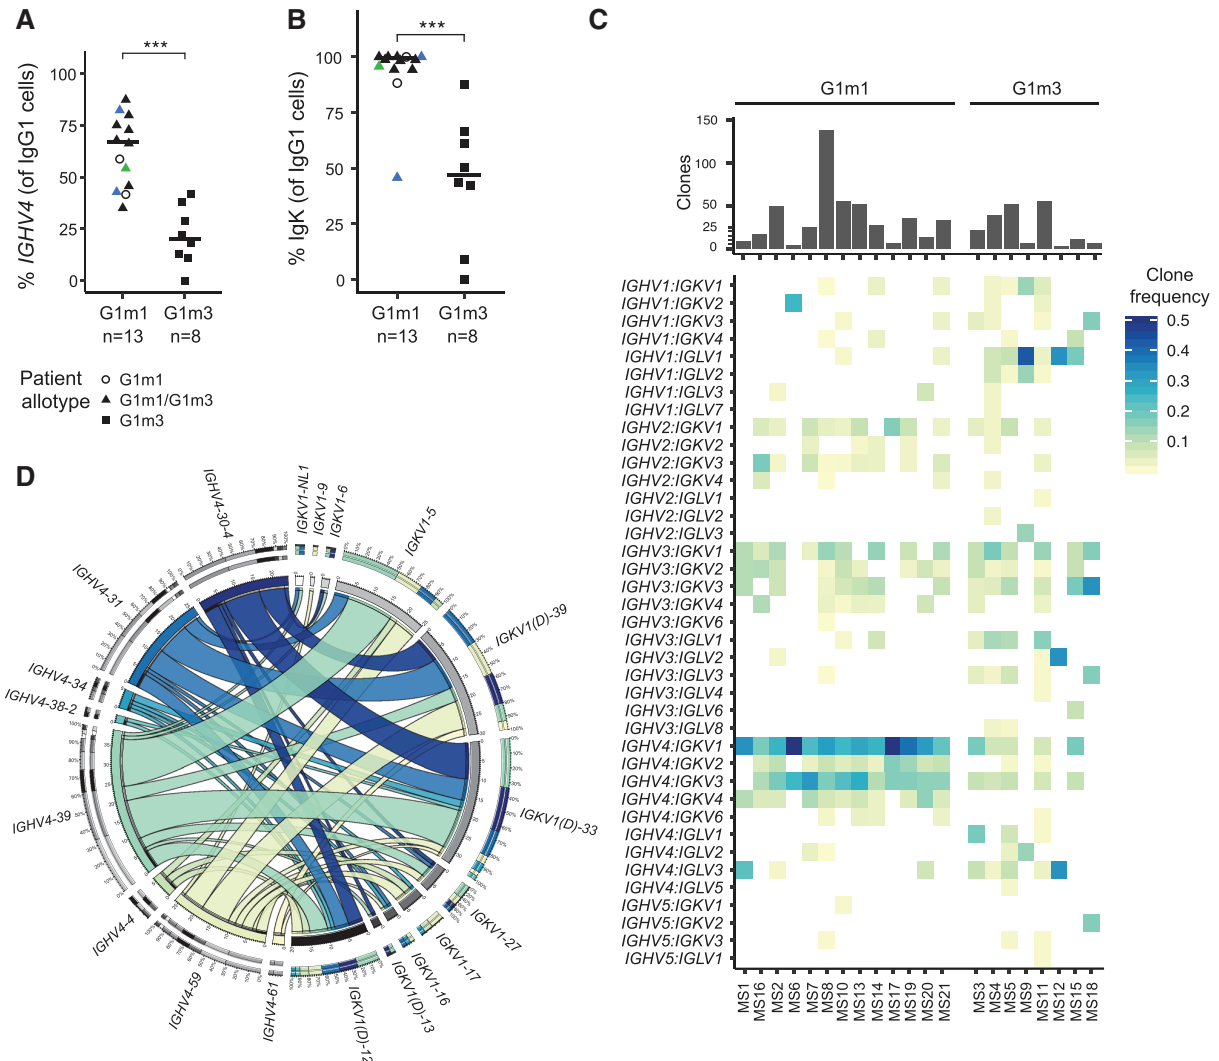 A
% IGHV4 (of IgG1 cells)
100
75
50
25
0
***
G1m1
n=13
G1m3
n=8
B
% IgK (of IgG1 cells)
100
75
50
25
0
***
G1m1
n=13
G1m3
n=8
Patient
allotype
G1m1
G1m1/G1m3
G1m3
C
G1m1
G1m3
Clones
150
100
50
25
0
IGHV1:IGKV1
IGHV1:IGKV2
IGHV1:IGKV3
IGHV1:IGKV4
IGHV1:IGLV1
IGHV1:IGLV2
IGHV1:IGLV3
IGHV1:IGLV7
IGHV2:IGKV1
IGHV2:IGKV2
IGHV2:IGKV3
IGHV2:IGKV4
IGHV2:IGLV1
IGHV2:IGLV2
IGHV2:IGLV3
IGHV3:IGKV1
IGHV3:IGKV2
IGHV3:IGKV3
IGHV3:IGKV4
IGHV3:IGKV6
IGHV3:IGLV1
IGHV3:IGLV2
IGHV3:IGLV3
IGHV3:IGLV4
IGHV3:IGLV6
IGHV3:IGLV8
IGHV4:IGKV1
IGHV4:IGKV2
IGHV4:IGKV3
IGHV4:IGKV4
IGHV4:IGKV6
IGHV4:IGLV1
IGHV4:IGLV2
IGHV4:IGLV3
IGHV4:IGLV5
IGHV5:IGKV1
IGHV5:IGKV2
IGHV5:IGKV3
IGHV5:IGLV1
MS1
MS16
MS2
MS6
MS7
MS8
MS10
MS13
MS14
MS17
MS19
MS20
MS21
MS3
MS4
MS5
MS9
MS11
MS12
MS15
MS18
Clone
frequency
0.5
0.4
0.3
0.2
0.1
D
IGHV4-30-4
IGKV1-NL1
IGKV1-9
IGKV1-6
IGKV1-5
IGKV1(D)-39
IGKV1(D)-33
IGKV1-27
IGKV1-17
IGKV1-16
IGKV1(D)-13
IGKV1(D)-12
IGHV4-61
IGHV4-59
IGHV4-4
IGHV4-39
IGHV4-38-2
IGHV4-34
IGHV4-31